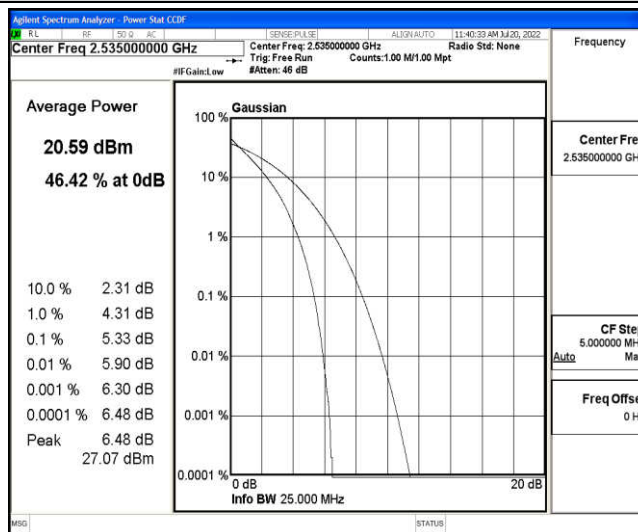 Agilent Spectrum Analyzer - Power Stat CCDF
RL RF 50 Ω AC SENSE:PULSE ALIGN AUTO 11:40:33 AM Jul 20, 2022
Center Freq 2.535000000 GHz
Center Freq: 2.535000000 GHz Radio Std: None
Trig: Free Run Counts:1.00 M/1.00 Mpt
#IFGain:Low #Atten: 46 dB
Frequency
Average Power
20.59 dBm
46.42 % at 0dB
10.0 % 2.31 dB
1.0 % 4.31 dB
0.1 % 5.33 dB
0.01 % 5.90 dB
0.001 % 6.30 dB
0.0001 % 6.48 dB
Peak 6.48 dB
27.07 dBm
Gaussian
100 %
10 %
1 %
0.1 %
0.01 %
0.001 %
0.0001 %
0 dB 20 dB
Info BW 25.000 MHz
Center Fre
2.535000000 GH
CF Ste
5.000000 MH
Auto Ma
Freq Offse
0 H
MSG STATUS